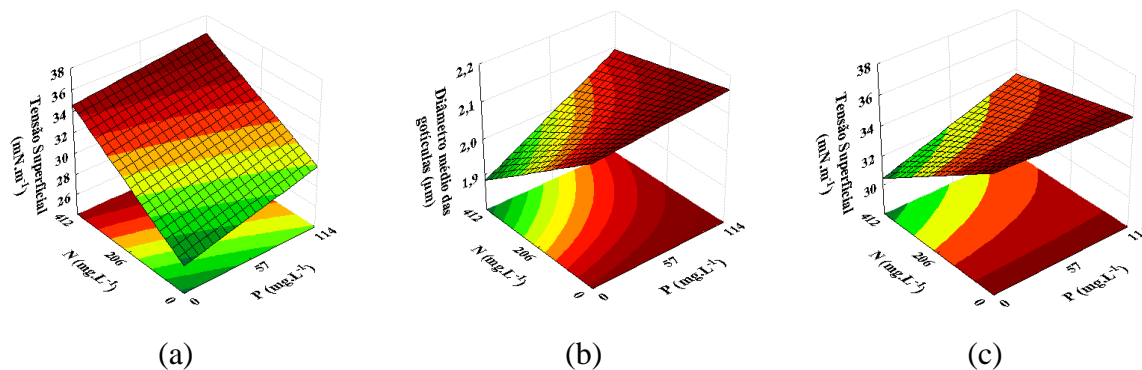 38
36
34
32
30
28
26
Tensão Superficial
(mN.m⁻¹)
412
206
0
N (mg.L⁻¹)
0
57
114
P (mg.L⁻¹)
(a)
2,2
2,1
2,0
1,9
Diâmetro médio das
gotículas (μm)
412
206
0
N (mg.L⁻¹)
0
57
114
P (mg.L⁻¹)
(b)
38
36
34
32
30
Tensão Superficial
(mN.m⁻¹)
412
206
0
N (mg.L⁻¹)
0
57
11
P (mg.L⁻¹)
(c)